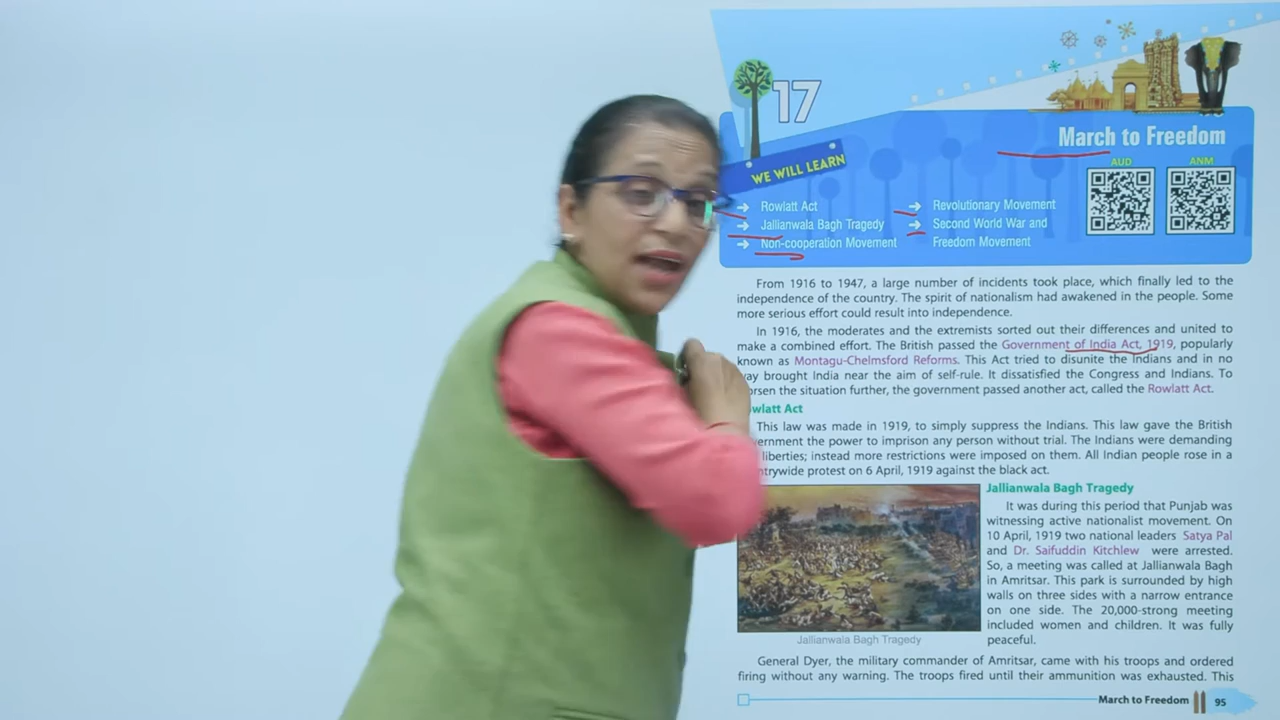 17
March to Freedom
WE WILL LEARN
AUD
ANM
→ Rowlatt Act
→ Jallianwala Bagh Tragedy
→ Non-cooperation Movement
→ Revolutionary Movement
→ Second World War and
Freedom Movement
From 1916 to 1947, a large number of incidents took place, which finally led to the
independence of the country. The spirit of nationalism had awakened in the people. Some
more serious effort could result into independence.
In 1916, the moderates and the extremists sorted out their differences and united to
make a combined effort. The British passed the Government of India Act, 1919, popularly
known as Montagu-Chelmsford Reforms. This Act tried to disunite the Indians and in no
way brought India near the aim of self-rule. It dissatisfied the Congress and Indians. To
orsen the situation further, the government passed another act, called the Rowlatt Act.
owlatt Act
This law was made in 1919, to simply suppress the Indians. This law gave the British
ernment the power to imprison any person without trial. The Indians were demanding
liberties; instead more restrictions were imposed on them. All Indian people rose in a
ntrywide protest on 6 April, 1919 against the black act.
Jallianwala Bagh Tragedy
It was during this period that Punjab was
witnessing active nationalist movement. On
10 April, 1919 two national leaders Satya Pal
and Dr. Saifuddin Kitchlew were arrested.
So, a meeting was called at Jallianwala Bagh
in Amritsar. This park is surrounded by high
walls on three sides with a narrow entrance
on one side. The 20,000-strong meeting
included women and children. It was fully
peaceful.
Jallianwala Bagh Tragedy
General Dyer, the military commander of Amritsar, came with his troops and ordered
firing without any warning. The troops fired until their ammunition was exhausted. This
March to Freedom 95